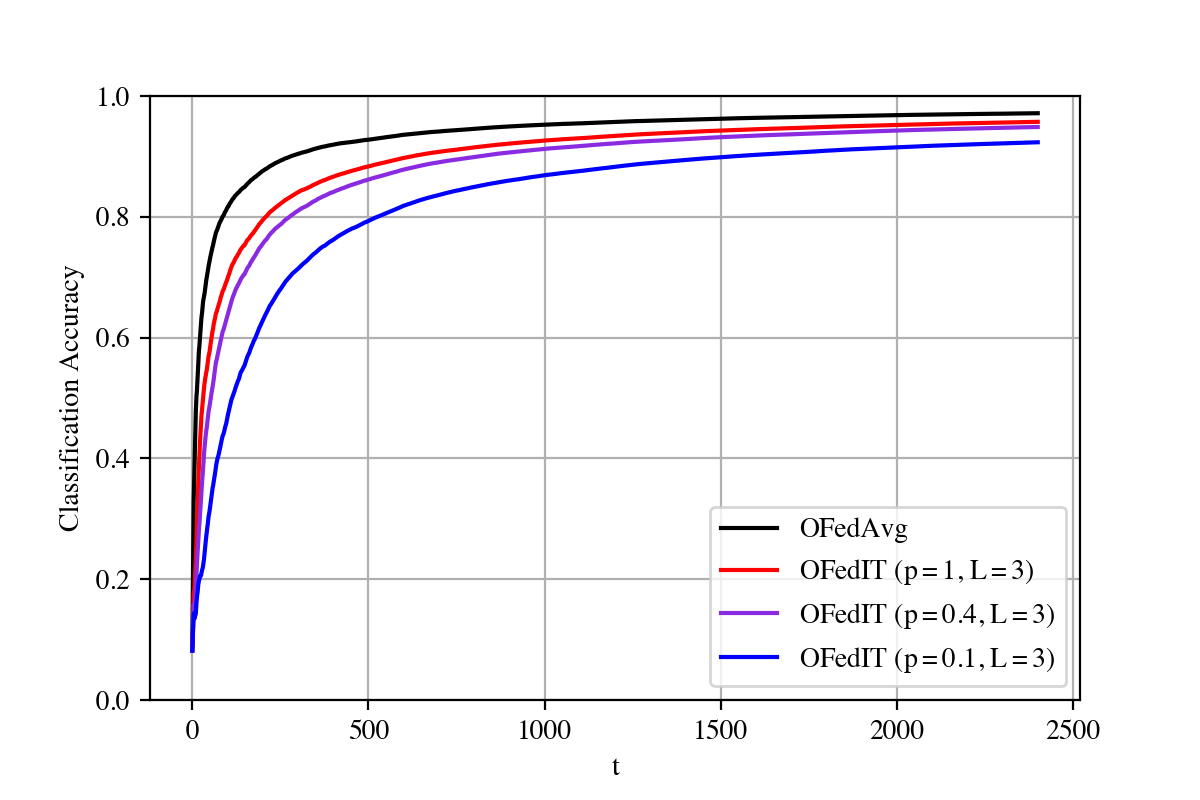 1.0
0.8
0.6
0.4
0.2
0.0
Classification Accuracy
0
500
1000
1500
2000
2500
t
OFedAvg
OFedIT (p = 1, L = 3)
OFedIT (p = 0.4, L = 3)
OFedIT (p = 0.1, L = 3)